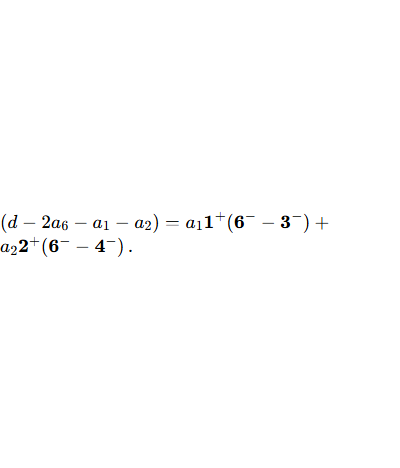 (d − 2a₆ − a₁ − a₂) = a₁𝟏⁺(𝟔⁻ − 𝟑⁻) +
a₂𝟐⁺(𝟔⁻ − 𝟒⁻) .